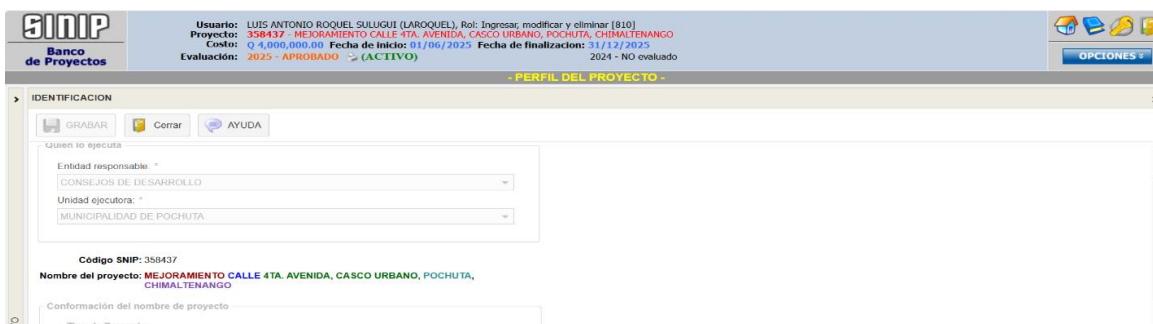 SINIP
Banco
de Proyectos
Usuario: LUIS ANTONIO ROQUEL SULUGUI (LAROQUEL), Rol: Ingresar, modificar y eliminar [810]
Proyecto: 358437 - MEJORAMIENTO CALLE 4TA. AVENIDA, CASCO URBANO, POCHUTA, CHIMALTENANGO
Costo: Q 4,000,000.00 Fecha de inicio: 01/06/2025 Fecha de finalizacion: 31/12/2025
Evaluación: 2025 - APROBADO (ACTIVO) 2024 - NO evaluado
OPCIONES
- PERFIL DEL PROYECTO -
IDENTIFICACION
GRABAR Cerrar AYUDA
Quien lo ejecuta
Entidad responsable: *
CONSEJOS DE DESARROLLO
Unidad ejecutora: *
MUNICIPALIDAD DE POCHUTA
Código SNIP: 358437
Nombre del proyecto: MEJORAMIENTO CALLE 4TA. AVENIDA, CASCO URBANO, POCHUTA,
CHIMALTENANGO
Conformación del nombre de proyecto